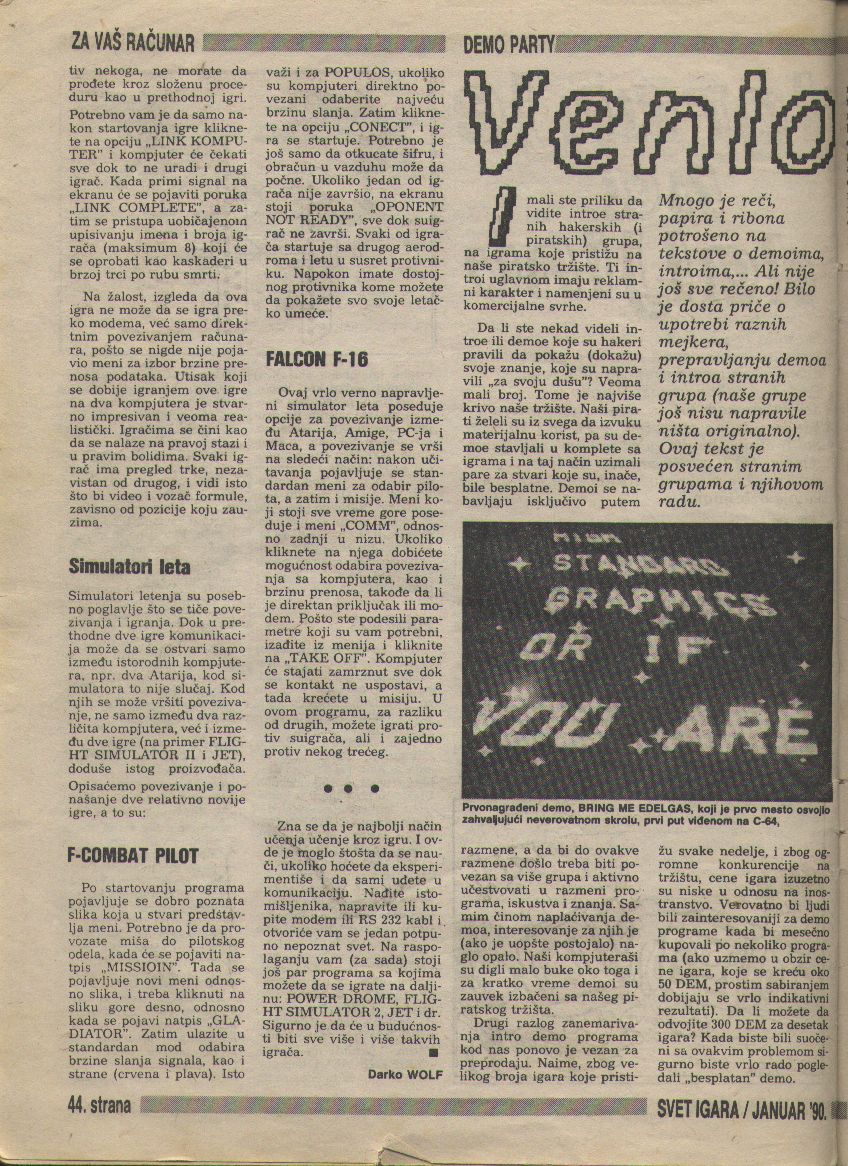 ZA VAŠ RAČUNAR
tiv nekoga, ne morate da
prođete kroz složenu proce-
duru kao u prethodnoj igri.
Potrebno vam je da samo na-
kon startovanja igre klikne-
te na opciju „LINK KOMPU-
TER” i kompjuter će čekati
sve dok to ne uradi i drugi
igrač. Kada primi signal na
ekranu će se pojaviti poruka
„LINK COMPLETE”, a za-
tim se pristupa uobičajenom
upisivanju imena i broja ig-
rača (maksimum 8) koji će
se oprobati kao kaskaderi u
brzoj trci po rubu smrti.
Na žalost, izgleda da ova
igra ne može da se igra pre-
ko modema, već samo direk-
tnim povezivanjem računa-
ra, pošto se nigde nije poja-
vio meni za izbor brzine pre-
nosa podataka. Utisak koji
se dobije igranjem ove igre
na dva kompjutera je stvar-
no impresivan i veoma rea-
listički. Igračima se čini kao
da se nalaze na pravoj stazi i
u pravim bolidima. Svaki ig-
rač ima pregled trke, neza-
vistan od drugog, i vidi isto
što bi video i vozač formule,
zavisno od pozicije koju zau-
zima.
Simulatori leta
Simulatori letenja su poseb-
no poglavlje što se tiče pove-
zivanja i igranja. Dok u pre-
thodne dve igre komunikaci-
ja može da se ostvari samo
između istorodnih kompjute-
ra, npr. dva Atarija, kod si-
mulatora to nije slučaj. Kod
njih se može vršiti poveziva-
nje, ne samo između dva raz-
ličita kompjutera, već i izme-
đu dve igre (na primer FLIG-
HT SIMULATOR II i JET),
doduše istog proizvođača.
Opisaćemo povezivanje i po-
našanje dve relativno novije
igre, a to su:
F-COMBAT PILOT
Po startovanju programa
pojavljuje se dobro poznata
slika koja u stvari predstav-
lja meni. Potrebno je da pro-
vozate miša do pilotskog
odela, kada će se pojaviti na-
tpis „MISSIOIN”. Tada se
pojavljuje novi meni odnos-
no slika, i treba kliknuti na
sliku gore desno, odnosno
kada se pojavi natpis „GLA-
DIATOR”. Zatim ulazite u
standardan mod odabira
brzine slanja signala, kao i
strane (crvena i plava). Isto
važi i za POPULOS, ukoliko
su kompjuteri direktno po-
vezani odaberite najveću
brzinu slanja. Zatim klikne-
te na opciju „CONECT”, i ig-
ra se startuje. Potrebno je
još samo da otkucate šifru, i
obračun u vazduhu može da
počne. Ukoliko jedan od ig-
rača nije završio, na ekranu
stoji poruka „OPONENT
NOT READY”, sve dok suig-
rač ne završi. Svaki od igra-
ča startuje sa drugog aerod-
roma i letu u susret protivni-
ku. Napokon imate dostoj-
nog protivnika kome možete
da pokažete svo svoje letač-
ko umeće.
FALCON F-16
Ovaj vrlo verno napravlje-
ni simulator leta poseduje
opcije za povezivanje izme-
đu Atarija, Amige, PC-ja i
Maca, a povezivanje se vrši
na sledeći način: nakon uči-
tavanja pojavljuje se stan-
dardan meni za odabir pilo-
ta, a zatim i misije. Meni ko-
ji stoji sve vreme gore pose-
duje i meni „COMM”, odnos-
no zadnji u nizu. Ukoliko
kliknete na njega dobićete
mogućnost odabira poveziva-
nja sa kompjutera, kao i
brzinu prenosa, takođe da li
je direktan priključak ili mo-
dem. Pošto ste podesili para-
metre koji su vam potrebni,
izađite iz menija i kliknite
na „TAKE OFF”. Kompjuter
će stajati zamrznut sve dok
se kontakt ne uspostavi, a
tada krećete u misiju. U
ovom programu, za razliku
od drugih, možete igrati pro-
tiv suigrača, ali i zajedno
protiv nekog trećeg.
● ● ●
Zna se da je najbolji način
učenja učenje kroz igru. I ov-
de je moglo štošta da se nau-
či, ukoliko hoćete da eksperi-
mentiše i da sami uđete u
komunikaciju. Nađite isto-
mišljenika, napravite ili ku-
pite modem ili RS 232 kabl i
otvoriće vam se jedan potpu-
no nepoznat svet. Na raspo-
laganju vam (za sada) stoji
još par programa sa kojima
možete da se igrate na dalji-
nu: POWER DROME, FLIG-
HT SIMULATOR 2, JET i dr.
Sigurno je da će u budućnos-
ti biti sve više i više takvih
igrača. ■
Darko WOLF
DEMO PARTY
Venlo
Imali ste priliku da
vidite introe stra-
nih hakerskih (i
piratskih) grupa,
na igrama koje pristižu na
naše piratsko tržište. Ti in-
troi uglavnom imaju reklam-
ni karakter i namenjeni su u
komercijalne svrhe.
Da li ste nekad videli in-
troe ili demoe koje su hakeri
pravili da pokažu (dokažu)
svoje znanje, koje su napra-
vili „za svoju dušu”? Veoma
mali broj. Tome je najviše
krivo naše tržište. Naši pira-
ti želeli su iz svega da izvuku
materijalnu korist, pa su de-
moe stavljali u komplete sa
igrama i na taj način uzimali
pare za stvari koje su, inače,
bile besplatne. Demoi se na-
bavljaju isključivo putem
Mnogo je reči,
papira i ribona
potrošeno na
tekstove o demoima,
introima,... Ali nije
još sve rečeno! Bilo
je dosta priče o
upotrebi raznih
mejkera,
prepravljanju demoa
i introa stranih
grupa (naše grupe
još nisu napravile
ništa originalno).
Ovaj tekst je
posvećen stranim
grupama i njihovom
radu.
HIGH
STANDARD
GRAPHICS
OR IF
YOU ARE
Prvonagrađeni demo, BRING ME EDELGAS, koji je prvo mesto osvojio
zahvaljujući neverovatnom skrolu, prvi put viđenom na C-64,
razmene, a da bi do ovakve
razmene došlo treba biti po-
vezan sa više grupa i aktivno
učestvovati u razmeni pro-
grama, iskustva i znanja. Sa-
mim činom naplaćivanja de-
moa, interesovanje za njih je
(ako je uopšte postojalo) na-
glo opalo. Naši kompjuteraši
su digli malo buke oko toga i
za kratko vreme demoi su
zauvek izbačeni sa našeg pi-
ratskog tržišta.
Drugi razlog zanemariva-
nja intro demo programa
kod nas ponovo je vezan za
preprodaju. Naime, zbog ve-
likog broja igara koje pristi-
žu svake nedelje, i zbog og-
romne konkurencije na
tržištu, cene igara izuzetno
su niske u odnosu na inos-
transtvo. Verovatno bi ljudi
bili zainteresovaniji za demo
programe kada bi mesečno
kupovali po nekoliko progra-
ma (ako uzmemo u obzir ce-
ne igara, koje se kreću oko
50 DEM, prostim sabiranjem
dobijaju se vrlo indikativni
rezultati). Da li možete da
odvojite 300 DEM za desetak
igara? Kada biste bili suoče-
ni sa ovakvim problemom si-
gurno biste vrlo rado pogle-
dali „besplatan” demo.
44. strana
SVET IGARA / JANUAR '90.